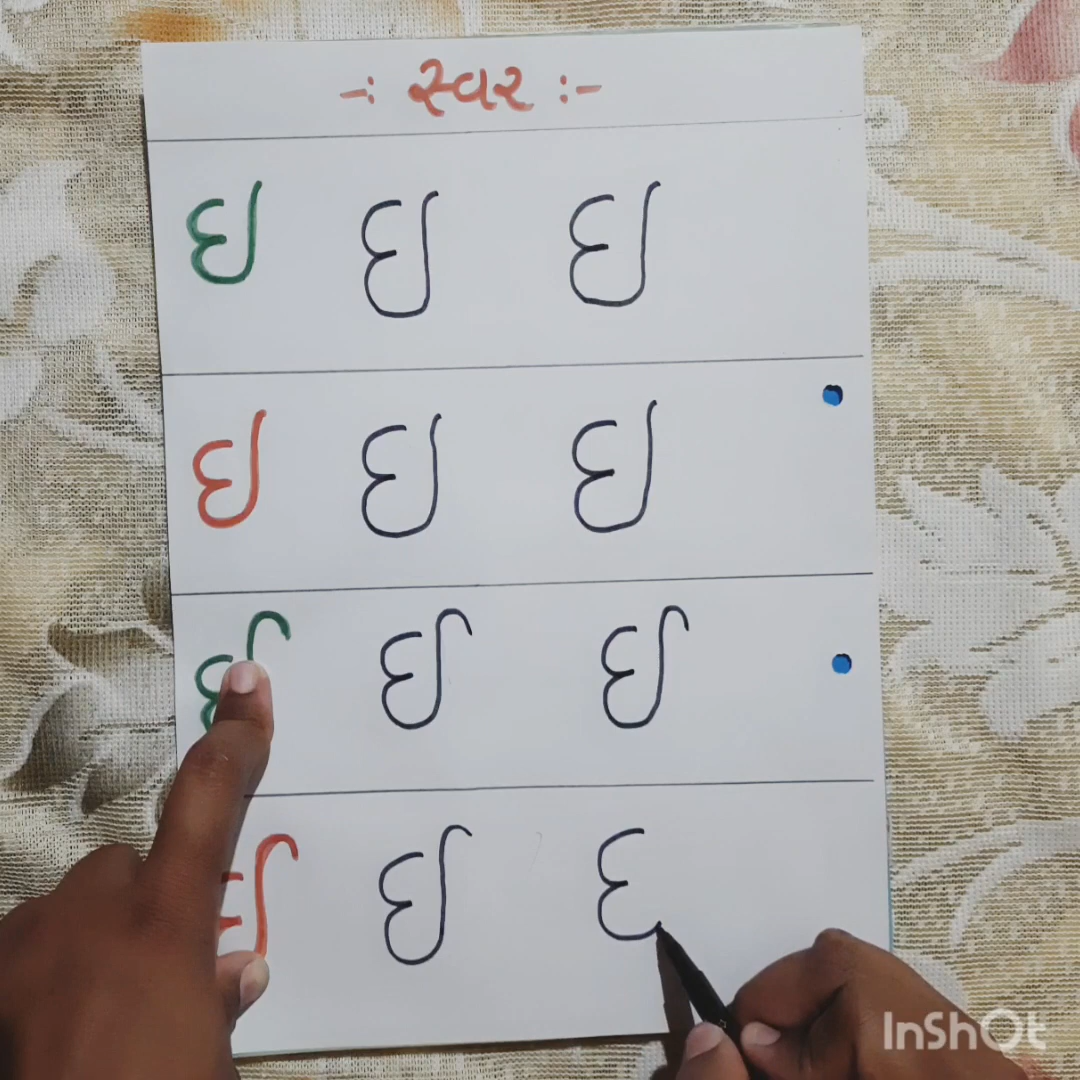 -: સ્વર :-
ઇ ઇ ઇ
ઇ ઇ ઇ
ઈ ઈ ઈ
ઈ ઈ
InShOt